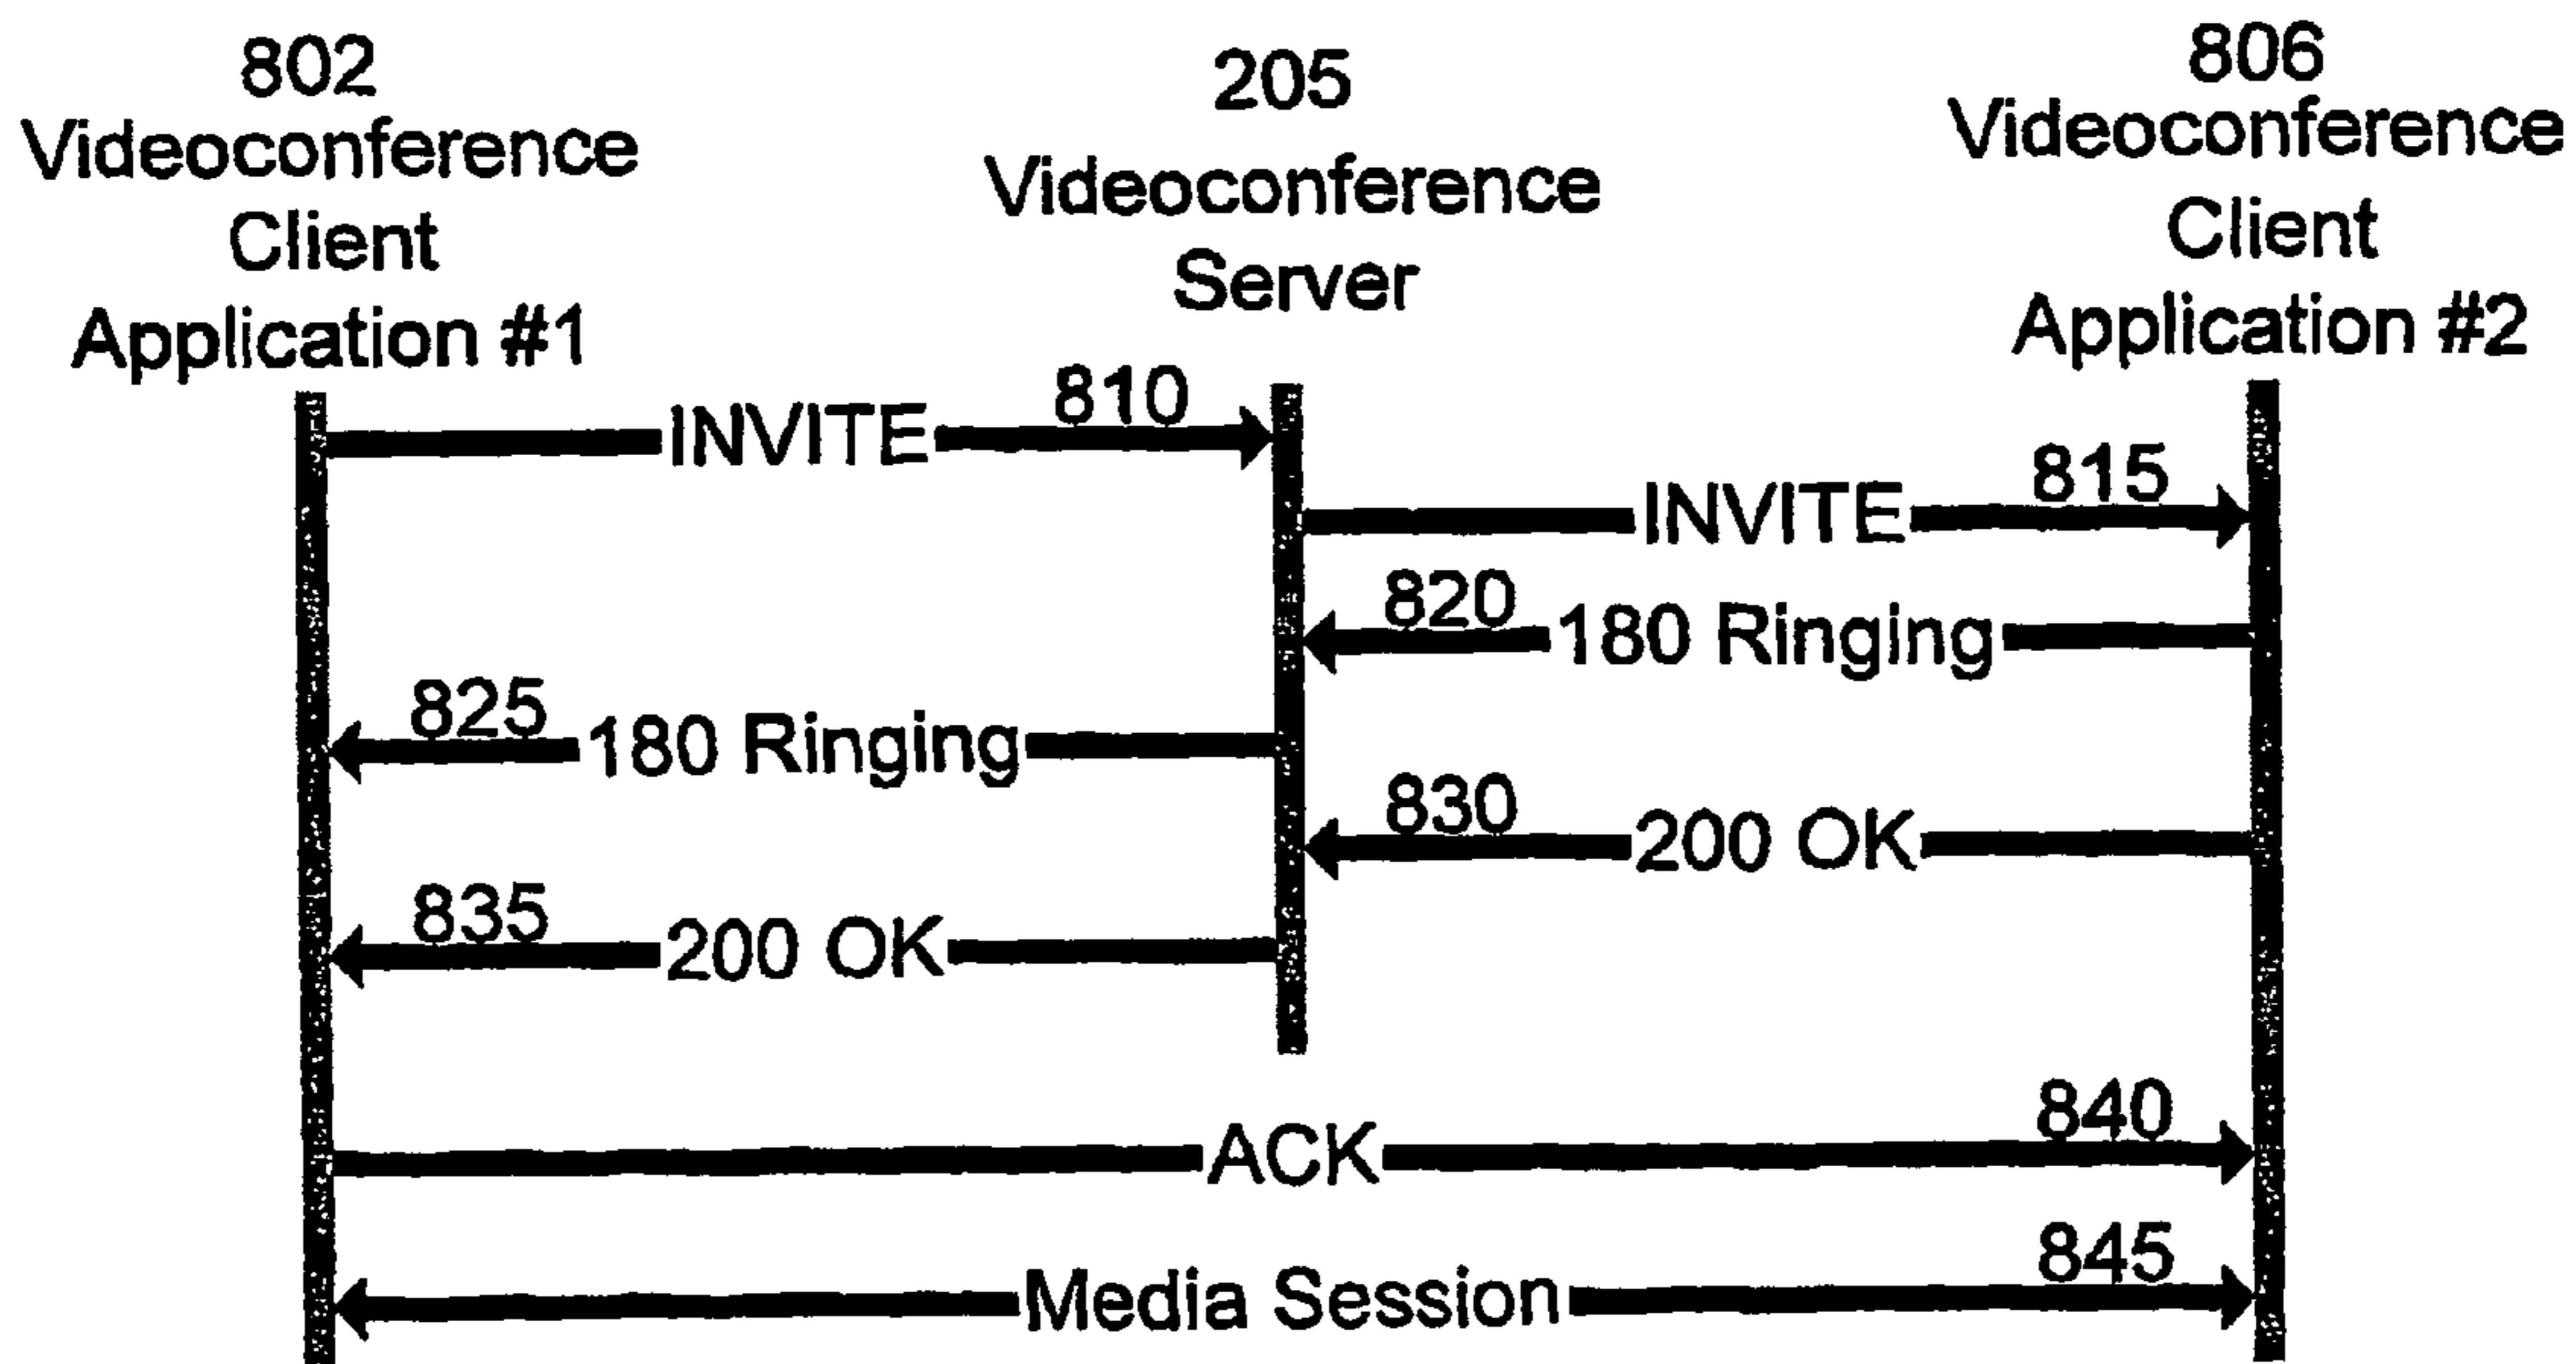 802
Videoconference
Client
Application #1
205
Videoconference
Server
806
Videoconference
Client
Application #2
INVITE 810
INVITE 815
820 180 Ringing
825 180 Ringing
830 200 OK
835 200 OK
ACK 840
Media Session 845